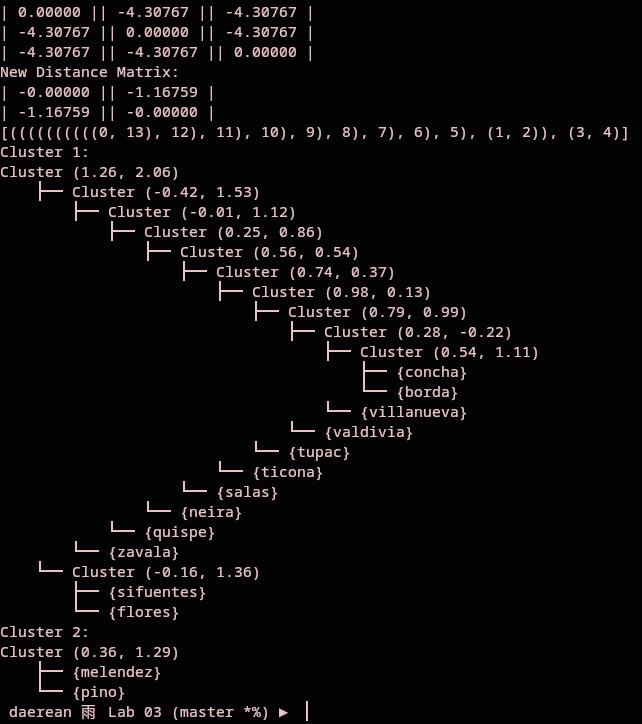 | 0.00000 || -4.30767 || -4.30767 |
| -4.30767 || 0.00000 || -4.30767 |
| -4.30767 || -4.30767 || 0.00000 |
New Distance Matrix:
| -0.00000 || -1.16759 |
| -1.16759 || -0.00000 |
[((((((((((0, 13), 12), 11), 10), 9), 8), 7), 6), 5), (1, 2)), (3, 4)]
Cluster 1:
Cluster (1.26, 2.06)
    ├── Cluster (-0.42, 1.53)
        ├── Cluster (-0.01, 1.12)
            ├── Cluster (0.25, 0.86)
                ├── Cluster (0.56, 0.54)
                    ├── Cluster (0.74, 0.37)
                        ├── Cluster (0.98, 0.13)
                            ├── Cluster (0.79, 0.99)
                                ├── Cluster (0.28, -0.22)
                                    ├── Cluster (0.54, 1.11)
                                        ├── {concha}
                                        └── {borda}
                                    └── {villanueva}
                                └── {valdivia}
                            └── {tupac}
                        └── {ticona}
                    └── {salas}
                └── {neira}
            └── {quispe}
        └── {zavala}
    └── Cluster (-0.16, 1.36)
        ├── {sifuentes}
        └── {flores}
Cluster 2:
Cluster (0.36, 1.29)
    ├── {melendez}
    └── {pino}
 daerean 雨 Lab 03 (master *%) ►